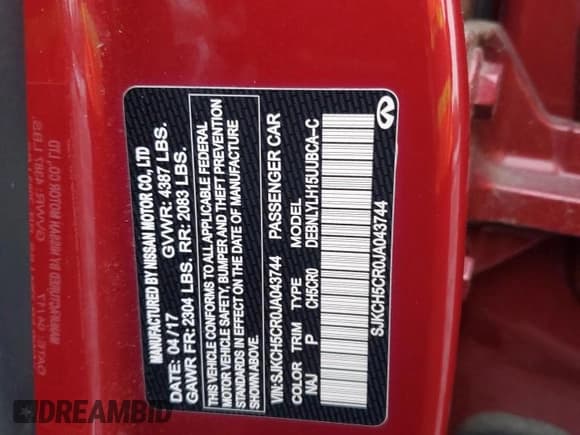 MANUFACTURED BY NISSAN MOTOR CO., LTD
DATE: 04/17 GVWR: 4387 LBS.
GAWR FR: 2304 LBS. RR: 2083 LBS.
THIS VEHICLE CONFORMS TO ALL APPLICABLE FEDERAL
MOTOR VEHICLE SAFETY, BUMPER AND THEFT PREVENTION
STANDARDS IN EFFECT ON THE DATE OF MANUFACTURE
SHOWN ABOVE.
VIN:SJKCH5CR0JA043744 PASSENGER CAR
COLOR TRIM TYPE MODEL
NAJ P CH5CR0 DEBNLYLH15UUBCA-C
SJKCH5CR0JA043744
DREAMBID